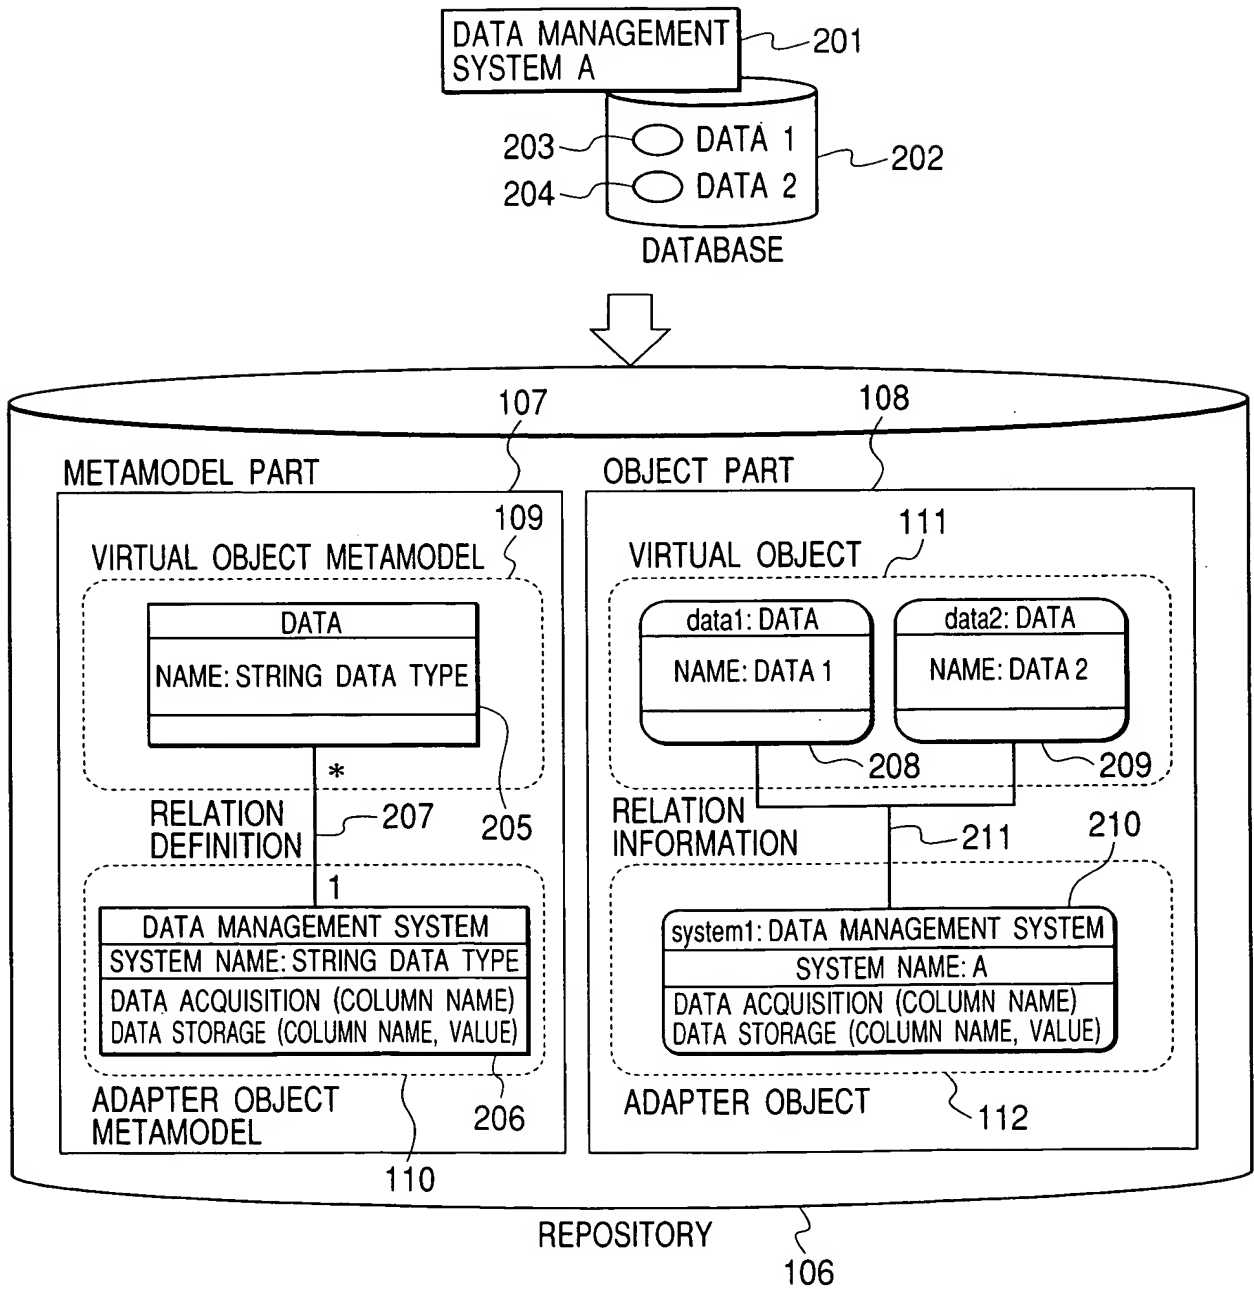 DATA MANAGEMENT
SYSTEM A
201
203
DATA 1
202
204
DATA 2
DATABASE
107
108
METAMODEL PART
OBJECT PART
109
111
VIRTUAL OBJECT METAMODEL
VIRTUAL OBJECT
DATA
NAME: STRING DATA TYPE
data1: DATA
NAME: DATA 1
data2: DATA
NAME: DATA 2
*
208
209
RELATION
DEFINITION
207
205
RELATION
INFORMATION
211
210
1
DATA MANAGEMENT SYSTEM
SYSTEM NAME: STRING DATA TYPE
DATA ACQUISITION (COLUMN NAME)
DATA STORAGE (COLUMN NAME, VALUE)
system1: DATA MANAGEMENT SYSTEM
SYSTEM NAME: A
DATA ACQUISITION (COLUMN NAME)
DATA STORAGE (COLUMN NAME, VALUE)
ADAPTER OBJECT
METAMODEL
206
110
ADAPTER OBJECT
112
REPOSITORY
106